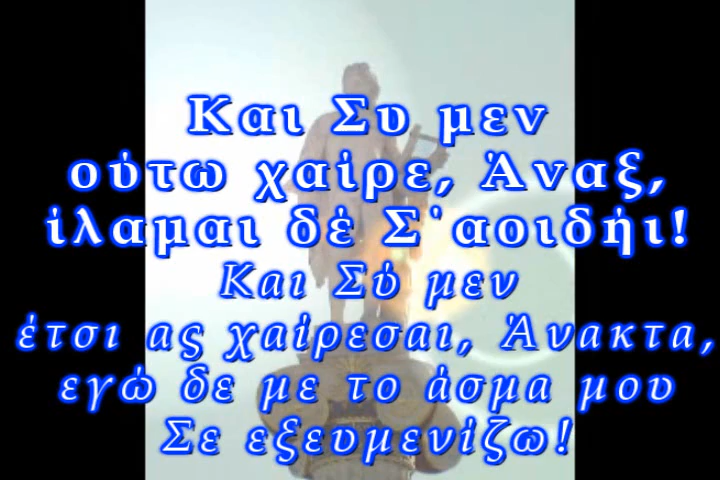 Και Συ μεν
ούτω χαίρε, Άναξ,
ίλαμαι δέ Σ'αοιδήι!
Και Σύ μεν
έτσι ας χαίρεσαι, Άνακτα,
εγώ δε με το άσμα μου
Σε εξευμενίζω!